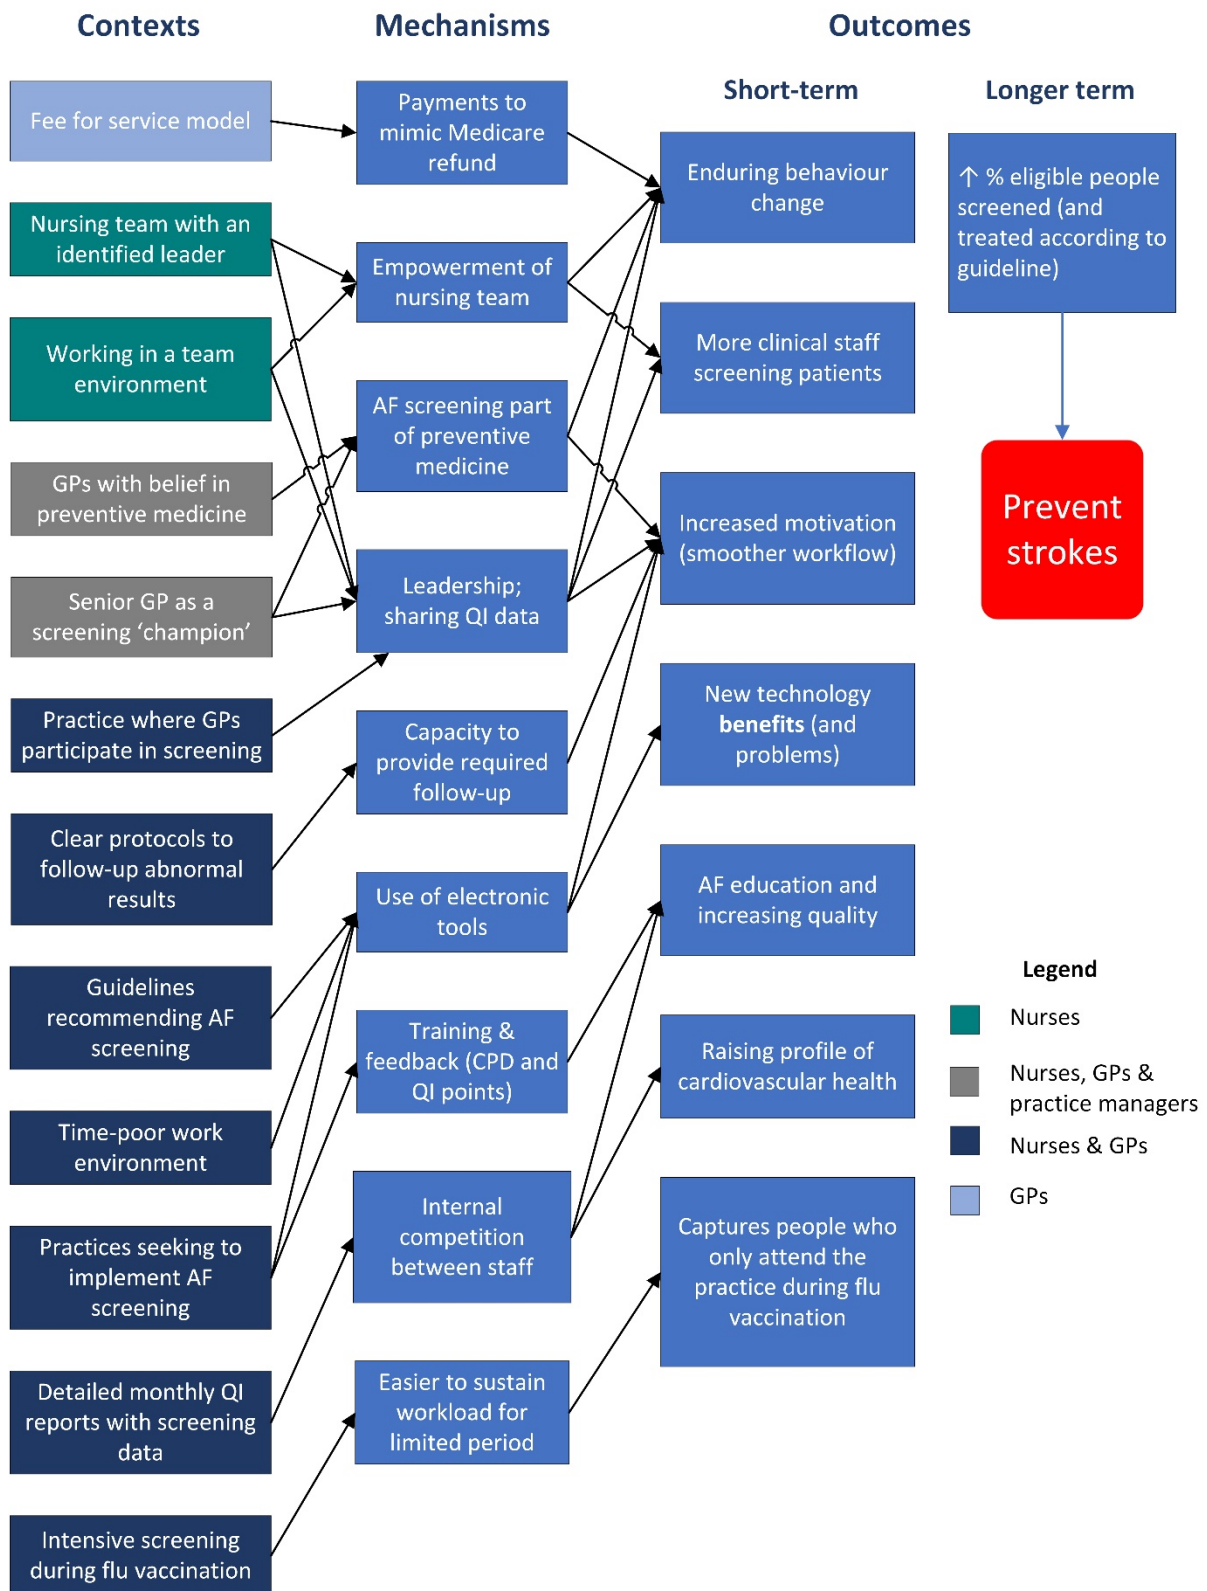 Contexts
Mechanisms
Outcomes
Short-term
Longer term
Fee for service model
Nursing team with an
identified leader
Working in a team
environment
GPs with belief in
preventive medicine
Senior GP as a
screening ‘champion’
Practice where GPs
participate in screening
Clear protocols to
follow-up abnormal
results
Guidelines
recommending AF
screening
Time-poor work
environment
Practices seeking to
implement AF
screening
Detailed monthly QI
reports with screening
data
Intensive screening
during flu vaccination
Payments to
mimic Medicare
refund
Empowerment of
nursing team
AF screening part
of preventive
medicine
Leadership;
sharing QI data
Capacity to
provide required
follow-up
Use of electronic
tools
Training &
feedback (CPD and
QI points)
Internal
competition
between staff
Easier to sustain
workload for
limited period
Enduring behaviour
change
More clinical staff
screening patients
Increased motivation
(smoother workflow)
New technology
benefits (and
problems)
AF education and
increasing quality
Raising profile of
cardiovascular health
Captures people who
only attend the
practice during flu
vaccination
↑ % eligible people
screened (and
treated according to
guideline)
Prevent
strokes
Legend
Nurses
Nurses, GPs &
practice managers
Nurses & GPs
GPs